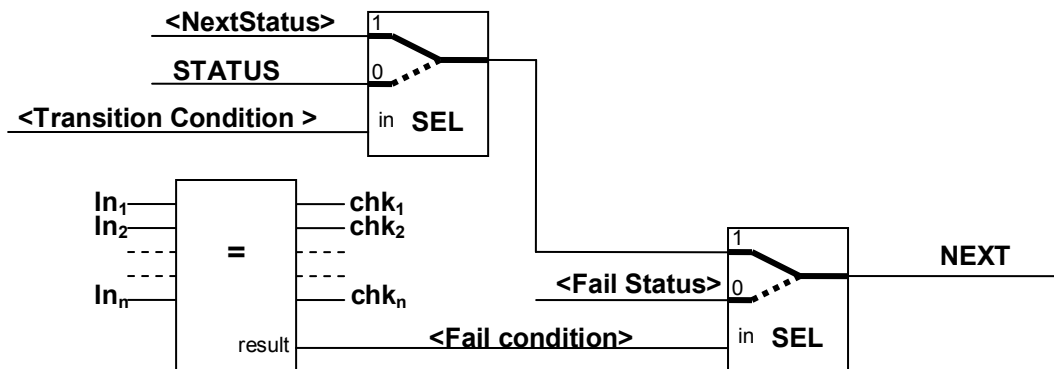 <NextStatus>
1
STATUS
0
<Transition Condition >
in SEL
In1 chk1
In2 chk2
=
Inn chkn
result
1
NEXT
<Fail Status> 0
<Fail condition>
in SEL